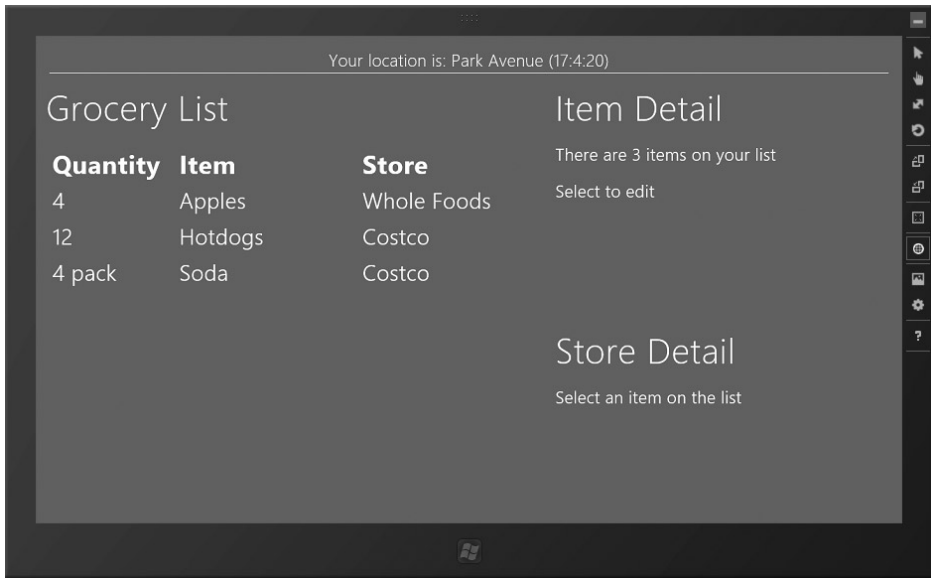 Your location is: Park Avenue (17:4:20)
Grocery List
Quantity Item Store
4 Apples Whole Foods
12 Hotdogs Costco
4 pack Soda Costco
Item Detail
There are 3 items on your list
Select to edit
Store Detail
Select an item on the list
?